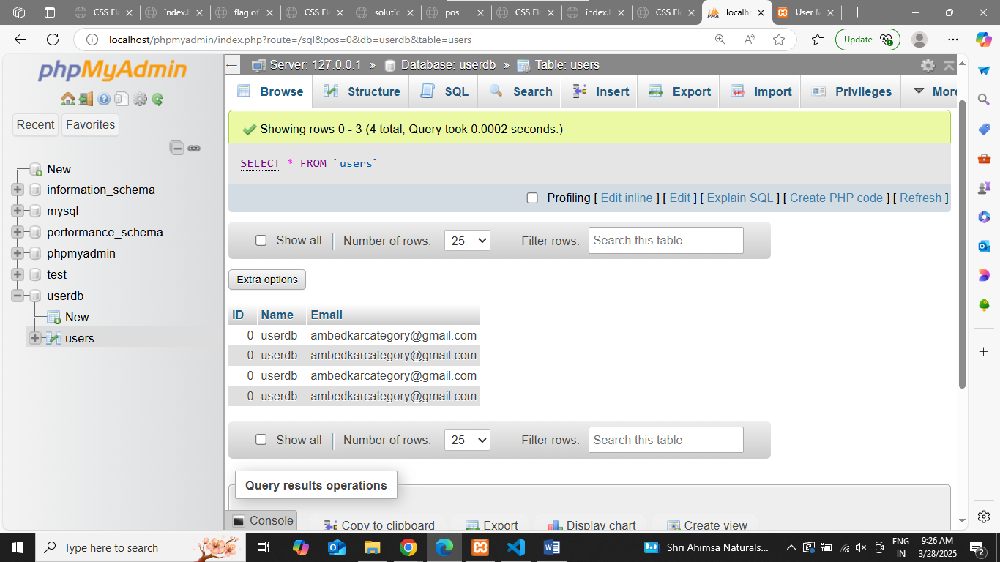 CSS Fl
index.h
flag of
CSS Fl
solutio
pos
CSS Fl
index.h
CSS Fl
localho
User M
localhost/phpmyadmin/index.php?route=/sql&pos=0&db=userdb&table=users
Update
phpMyAdmin
Recent Favorites
New
information_schema
mysql
performance_schema
phpmyadmin
test
userdb
New
users
Server: 127.0.0.1 » Database: userdb » Table: users
Browse Structure SQL Search Insert Export Import Privileges More
Showing rows 0 - 3 (4 total, Query took 0.0002 seconds.)
SELECT * FROM `users`
Profiling [ Edit inline ] [ Edit ] [ Explain SQL ] [ Create PHP code ] [ Refresh ]
Show all Number of rows: 25 Filter rows: Search this table
Extra options
ID Name Email
0 userdb ambedkarcategory@gmail.com
0 userdb ambedkarcategory@gmail.com
0 userdb ambedkarcategory@gmail.com
0 userdb ambedkarcategory@gmail.com
Show all Number of rows: 25 Filter rows: Search this table
Query results operations
Console Copy to clipboard Export Display chart Create view
Type here to search
Shri Ahimsa Naturals...
ENG
IN
9:26 AM
3/28/2025
2